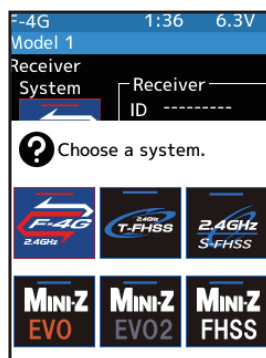 F-4G 1:36 6.3V
Model 1
Receiver
System
Receiver
ID ---------
? Choose a system.
F-4G
2.4GHz
2.4GHz
T-FHSS
2.4GHz
S-FHSS
MINI-Z
EVO
MINI-Z
EVO2
MINI-Z
FHSS